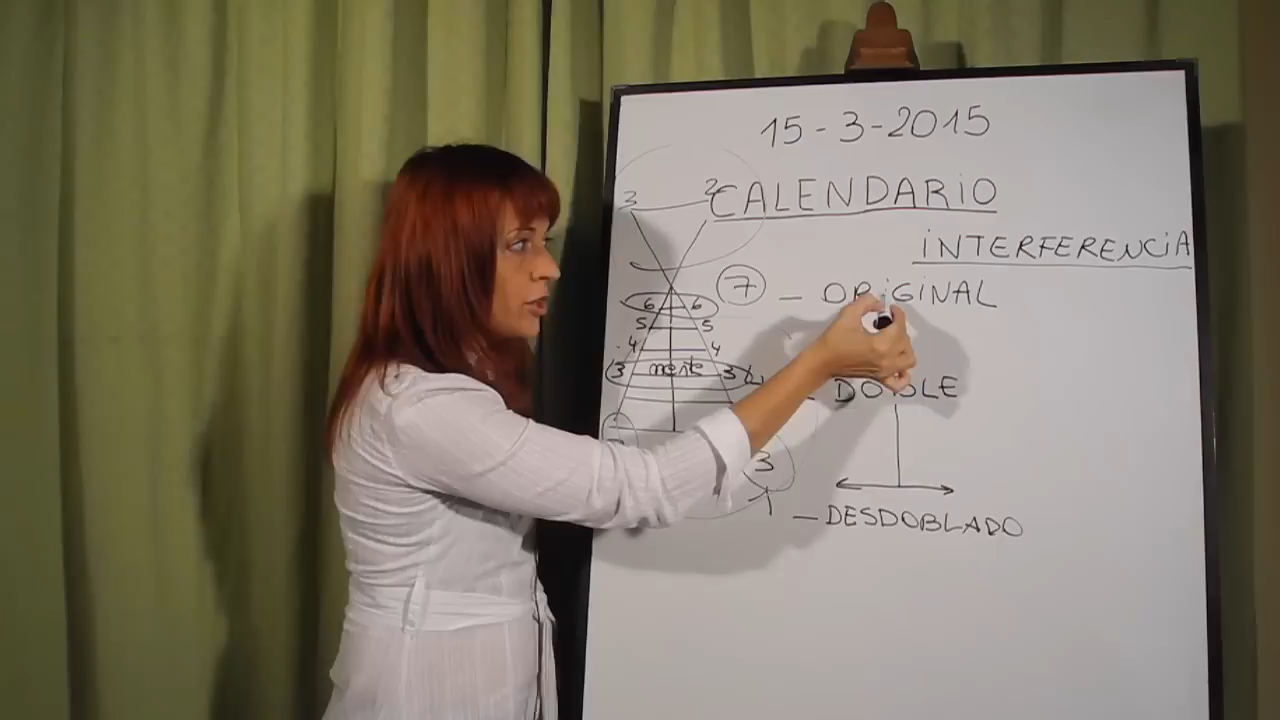 15-3-2015
3 2 CALENDARIO
INTERFERENCIA
7 - ORIGINAL
6 6
5 5
4 4
3 mente 3
DOBLE
3
1 - DESDOBLADO